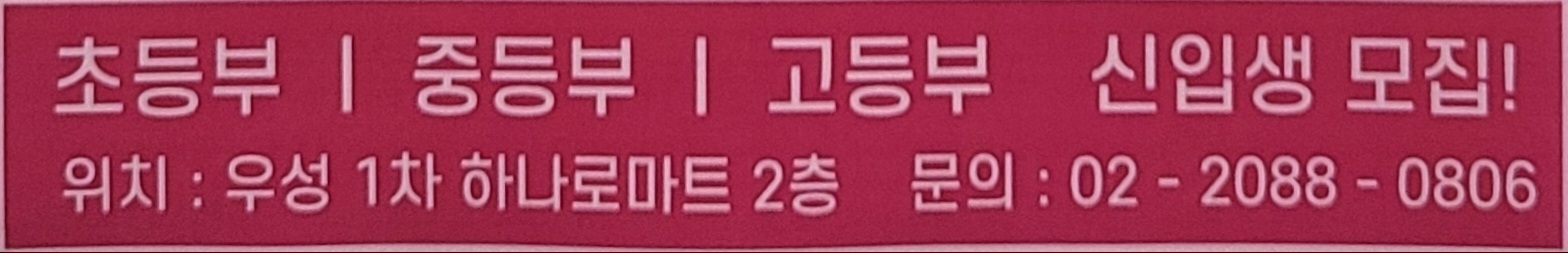 초등부 | 중등부 | 고등부 신입생 모집!
위치 : 우성 1차 하나로마트 2층 문의 : 02 - 2088 - 0806